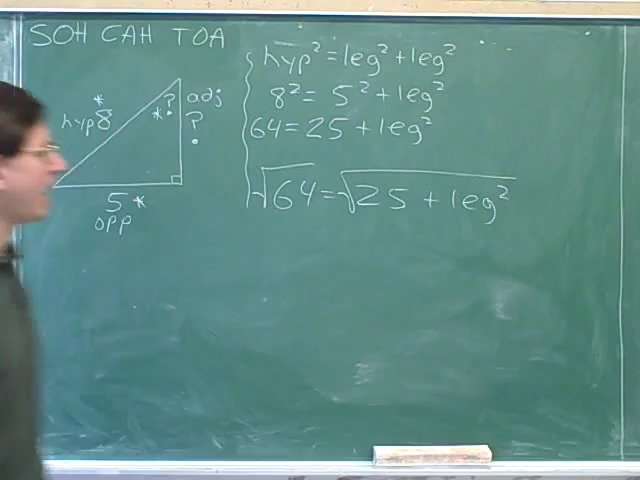 SOH CAH TOA
hyp² = leg² + leg²
8² = 5² + leg²
64 = 25 + leg²
√64 = √25 + leg²
*
hyp 8
?
*
adj
?
5 *
opp